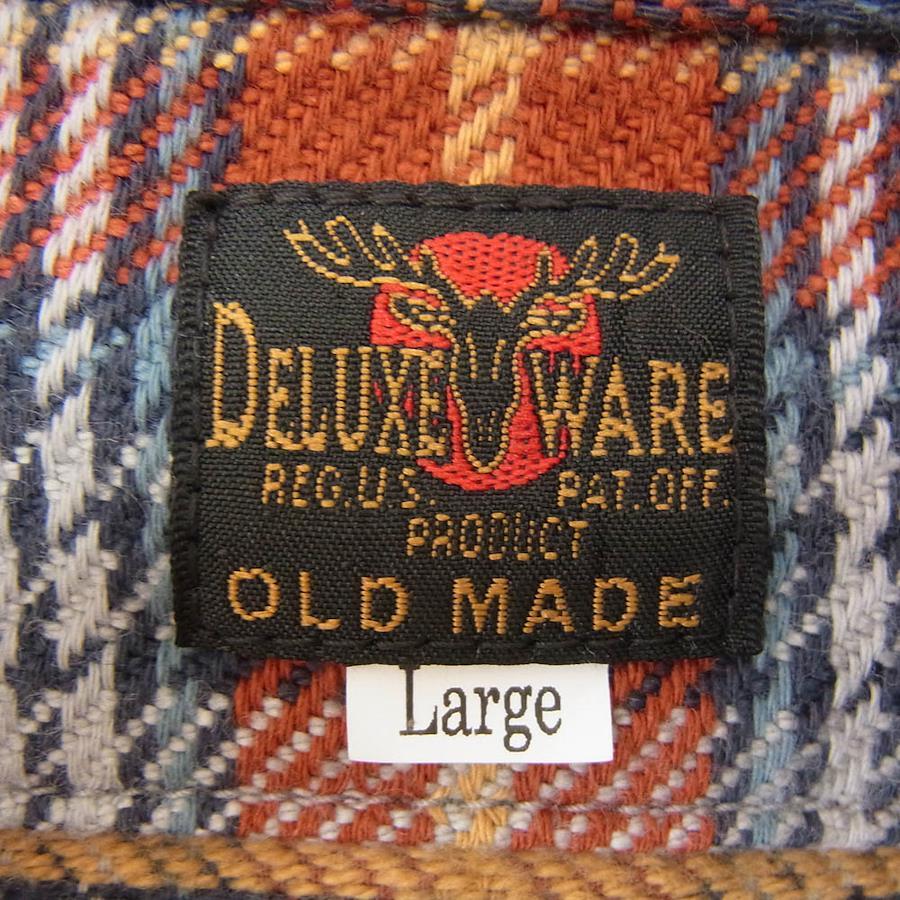 DELUXE WARE
REG.U.S. PAT.OFF.
PRODUCT
OLD MADE
Large